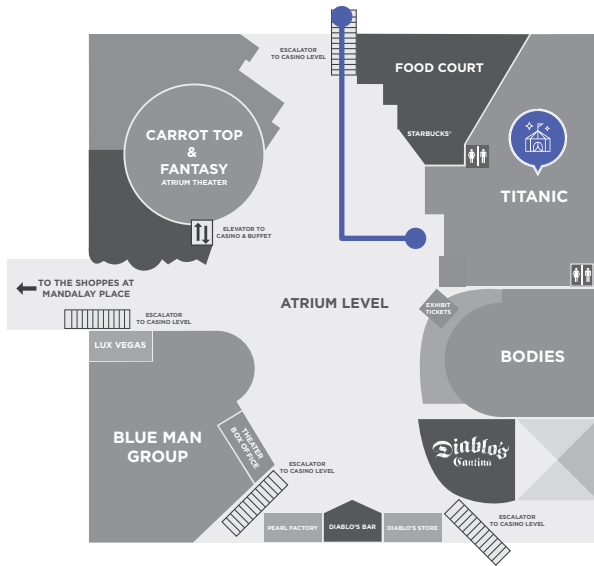 ESCALATOR
TO CASINO LEVEL
FOOD COURT
STARBUCKS®
CARROT TOP
&
FANTASY
ATRIUM THEATER
TITANIC
ELEVATOR TO
CASINO & BUFFET
TO THE SHOPPES AT
MANDALAY PLACE
ATRIUM LEVEL
EXHIBIT
TICKETS
ESCALATOR
TO CASINO LEVEL
LUX VEGAS
BODIES
BLUE MAN
GROUP
THEATER
BOX OFFICE
Diablo's
Cantina
ESCALATOR
TO CASINO LEVEL
PEARL FACTORY
DIABLO'S BAR
DIABLO'S STORE
ESCALATOR
TO CASINO LEVEL